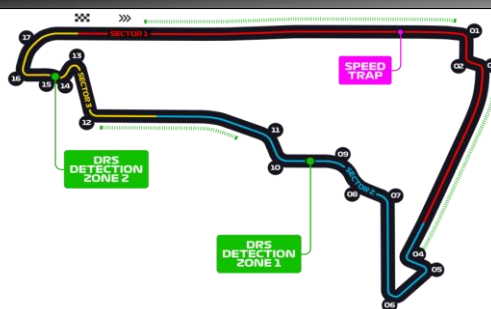 17
SECTOR 1
01
13
SPEED
TRAP
02
16
15
14
SECTOR 3
12
DRS
DETECTION
ZONE 2
11
09
10
SECTOR 2
08
07
DRS
DETECTION
ZONE 1
04
05
06